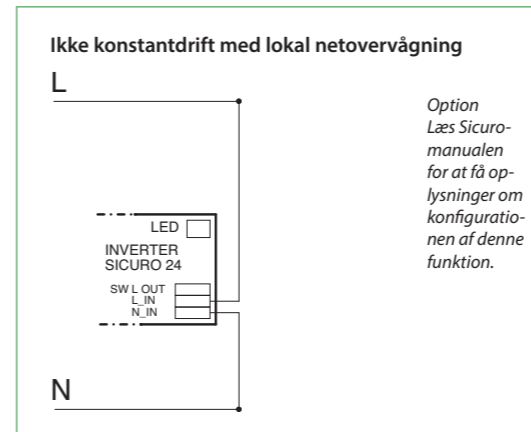 Ikke konstantdrift med lokal netovervågning
L
Option
Læs Sicuro-
manualen
for at få op-
lysninger om
konfiguratio-
nen af denne
funktion.
LED
INVERTER
SICURO 24
SW L OUT
L_IN
N_IN
N